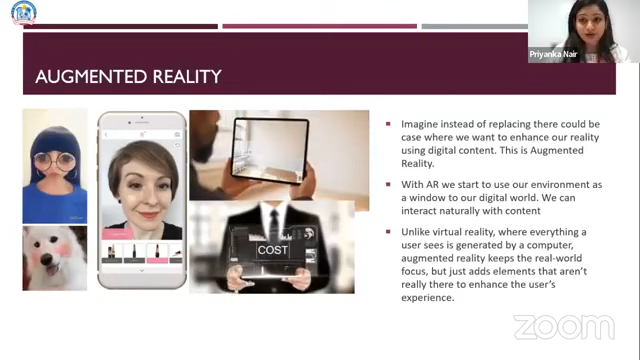 Priyanka Nair
AUGMENTED REALITY
COST
Imagine instead of replacing there could be
case where we want to enhance our reality
using digital content. This is Augmented
Reality.
With AR we start to use our environment as
a window to our digital world. We can
interact naturally with content
Unlike virtual reality, where everything a
user sees is generated by a computer,
augmented reality keeps the real-world
focus, but just adds elements that aren't
really there to enhance the user's
experience.
zoom